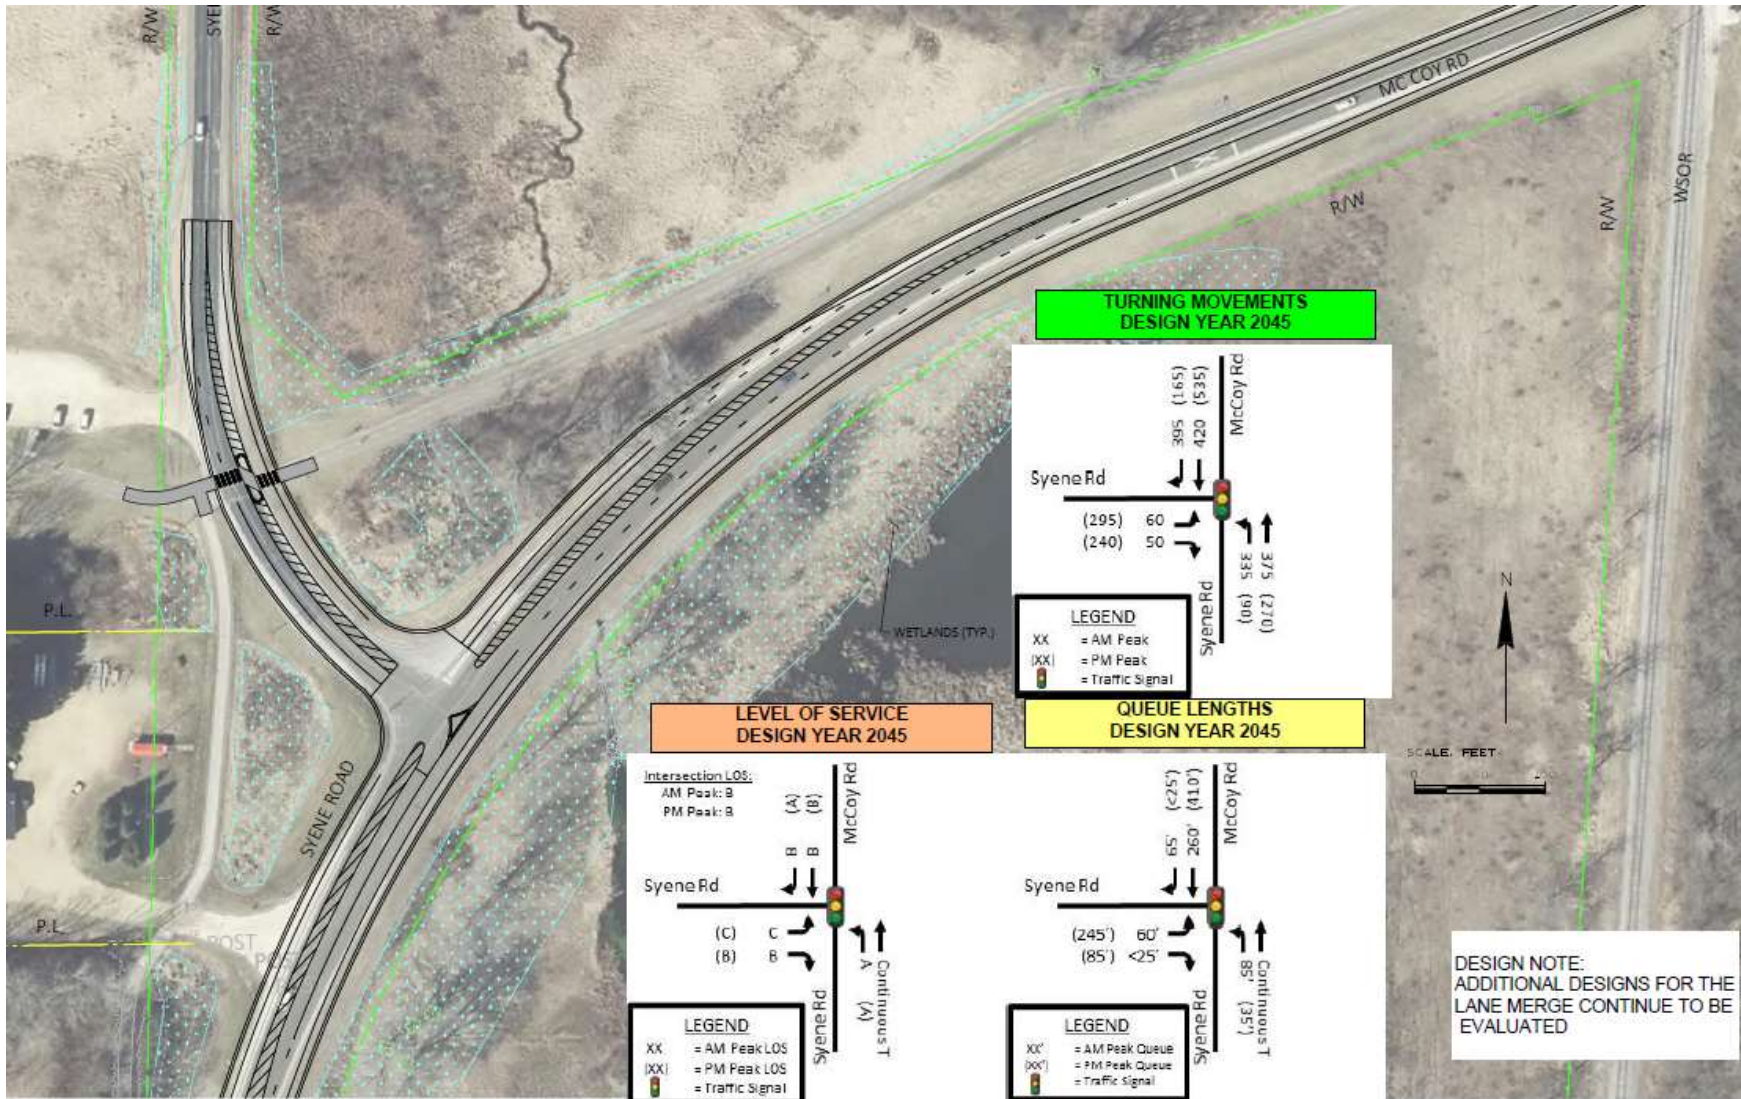 R/W
SYE
R/W
MC COY RD
WSOR
R/W
R/W
TURNING MOVEMENTS
DESIGN YEAR 2045
McCoy Rd
395 (165)
420 (535)
Syene Rd
(295) 60
(240) 50
375 (270)
335 (90)
Syene Rd
LEGEND
XX = AM Peak
(XX) = PM Peak
= Traffic Signal
N
P.L.
WETLANDS (TYP.)
SYENE ROAD
P.L.
POST
LEVEL OF SERVICE
DESIGN YEAR 2045
Intersection LOS:
AM Peak: B
PM Peak: B
McCoy Rd
B (A)
B (B)
Syene Rd
(C) C
(B) B
Continuous T
A (A)
Syene Rd
LEGEND
XX = AM Peak LOS
(XX) = PM Peak LOS
= Traffic Signal
QUEUE LENGTHS
DESIGN YEAR 2045
McCoy Rd
65' (<25')
260' (410')
Syene Rd
(245') 60'
(85') <25'
Continuous T
85' (35')
Syene Rd
LEGEND
XX' = AM Peak Queue
(XX') = PM Peak Queue
= Traffic Signal
SCALE, FEET
0
DESIGN NOTE:
ADDITIONAL DESIGNS FOR THE
LANE MERGE CONTINUE TO BE
EVALUATED